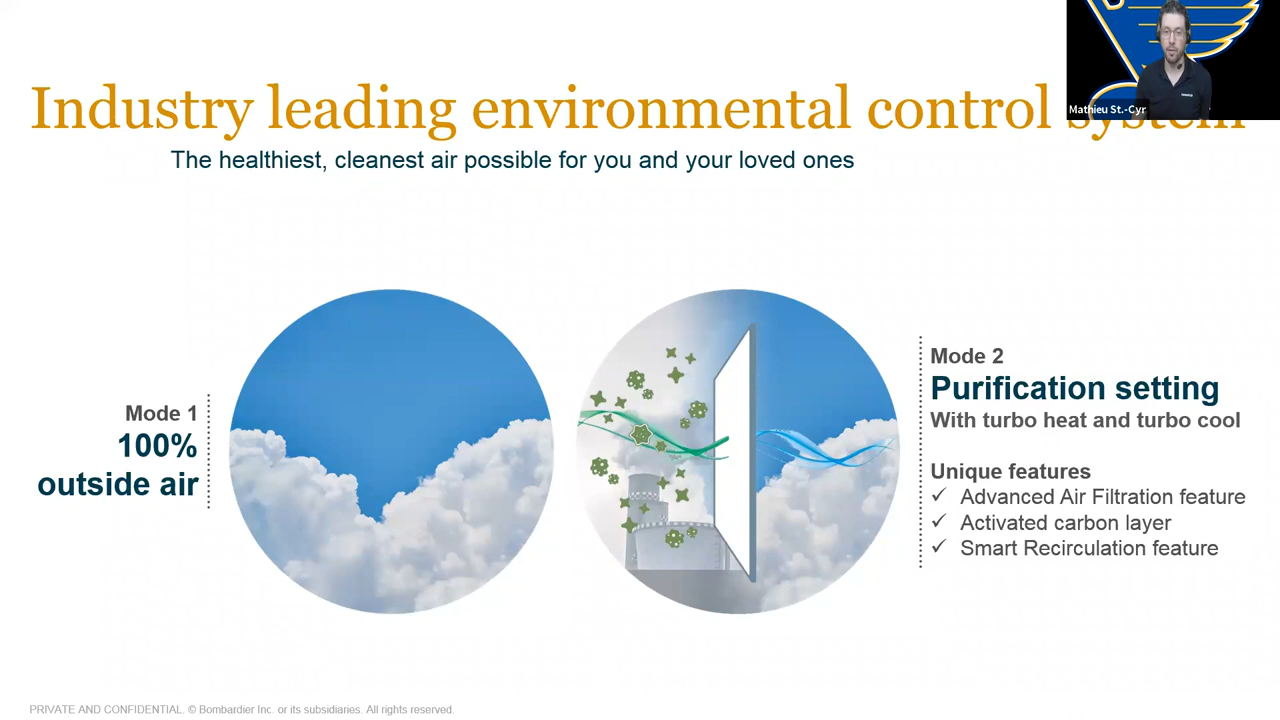 Industry leading environmental control system
The healthiest, cleanest air possible for you and your loved ones
Mathieu St.-Cyr
Mode 1
100%
outside air
Mode 2
Purification setting
With turbo heat and turbo cool
Unique features
✓ Advanced Air Filtration feature
✓ Activated carbon layer
✓ Smart Recirculation feature
PRIVATE AND CONFIDENTIAL. © Bombardier Inc. or its subsidiaries. All rights reserved.